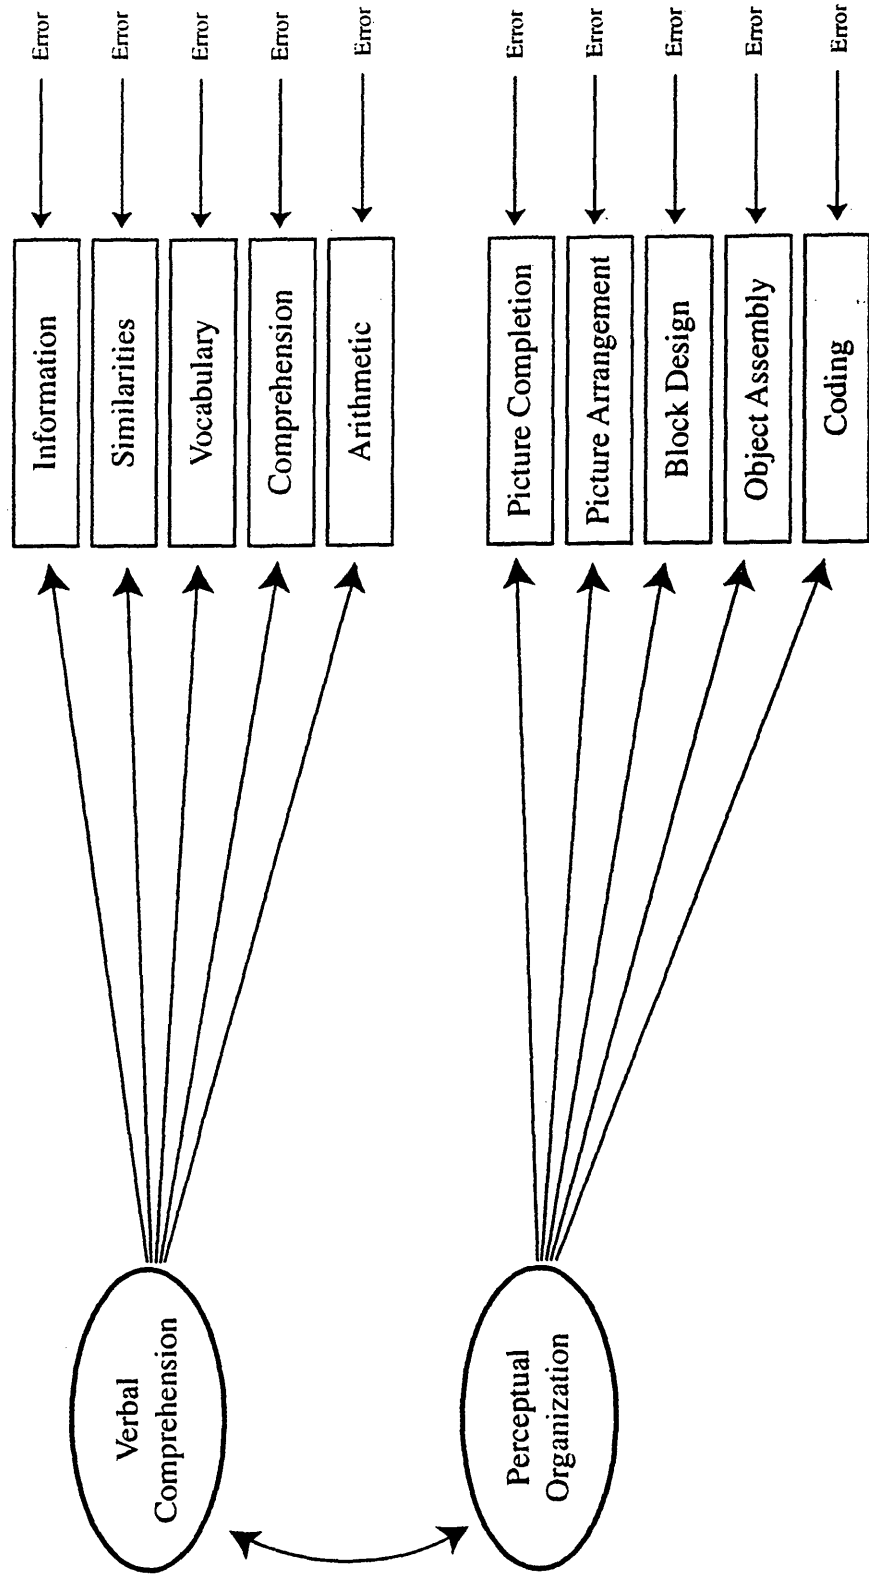 Error
Error
Error
Error
Error
Information
Similarities
Vocabulary
Comprehension
Arithmetic
Verbal
Comprehension
Error
Error
Error
Error
Error
Picture Completion
Picture Arrangement
Block Design
Object Assembly
Coding
Perceptual
Organization